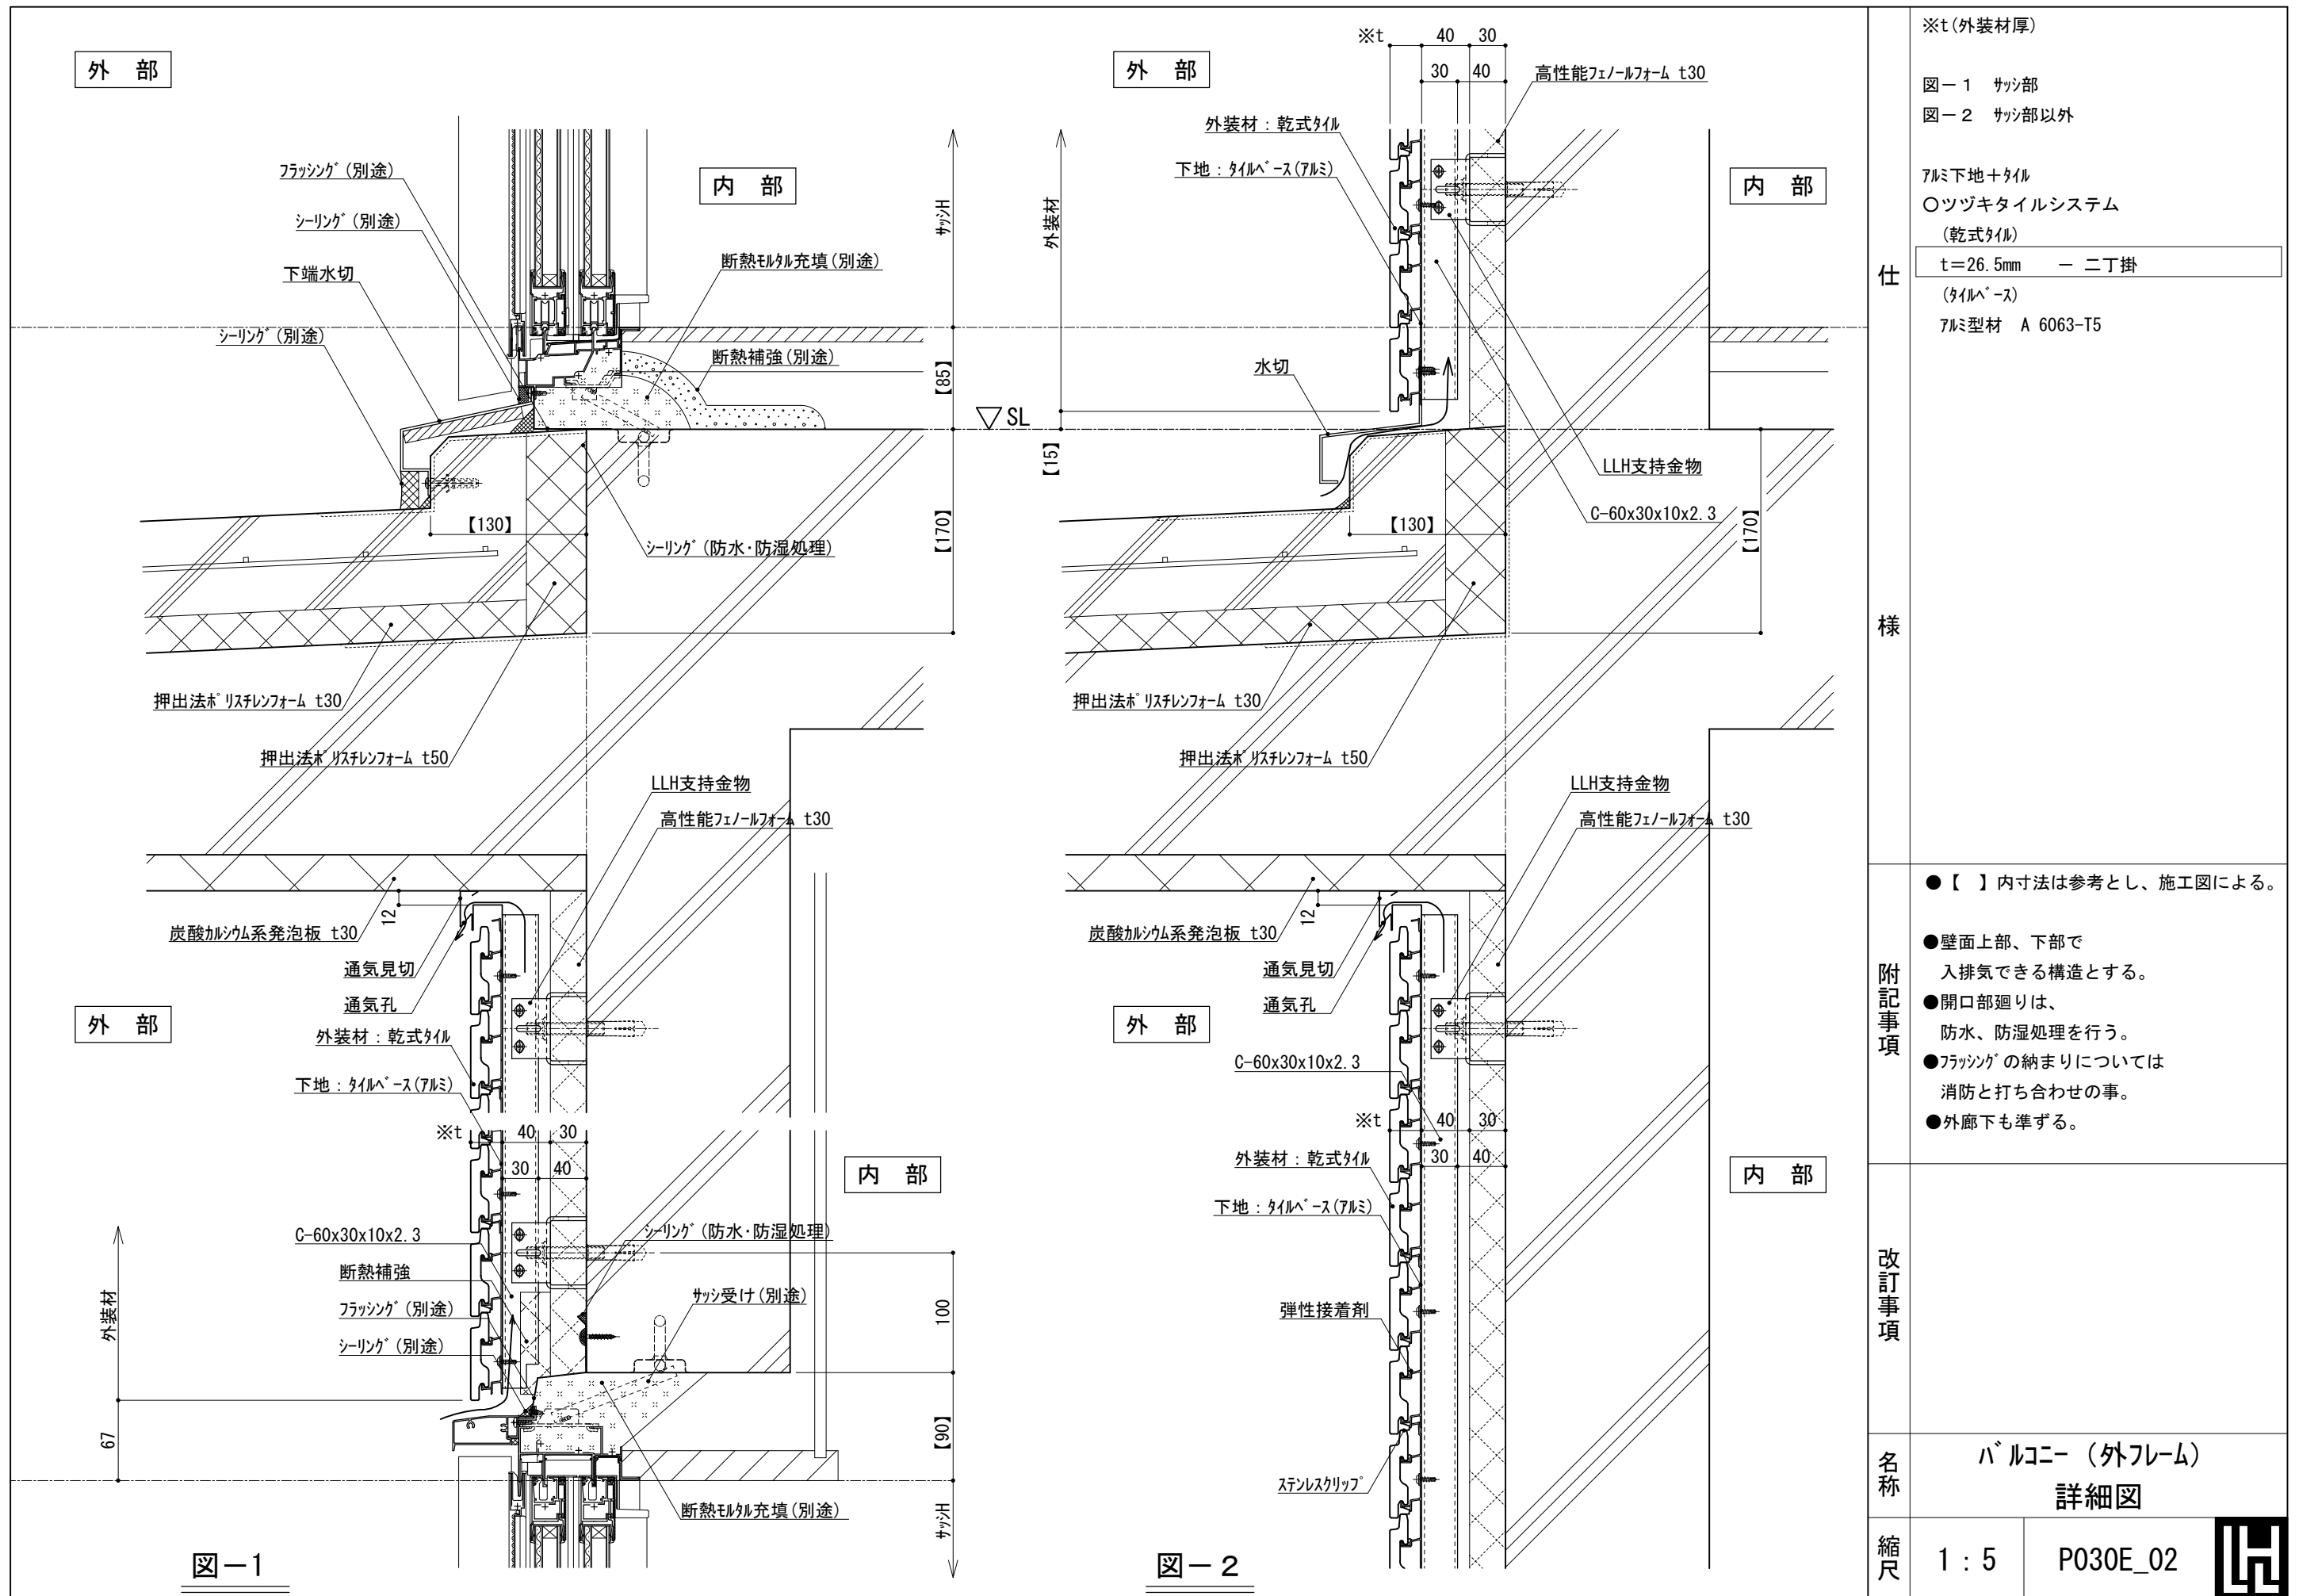 外 部
フラッシング(別途)
シーリング(別途)
下端水切
シーリング(別途)
内 部
断熱モルタル充填(別途)
断熱補強(別途)
サッシH
【85】
【170】
【130】
シーリング(防水・防湿処理)
押出法ポリスチレンフォーム t30
押出法ポリスチレンフォーム t50
LLH支持金物
高性能フェノールフォーム t30
12
炭酸カルシウム系発泡板 t30
通気見切
通気孔
外 部
外装材:乾式タイル
下地:タイルベース(アルミ)
※t
40
30
30
40
内 部
C-60x30x10x2.3
断熱補強
フラッシング(別途)
シーリング(別途)
シーリング(防水・防湿処理)
サッシ受け(別途)
外装材
67
100
【90】
サッシH
断熱モルタル充填(別途)
図-1
外 部
※t
40
30
30
40
高性能フェノールフォーム t30
外装材:乾式タイル
下地:タイルベース(アルミ)
内 部
外装材
水切
▽SL
【15】
LLH支持金物
C-60x30x10x2.3
【130】
【170】
押出法ポリスチレンフォーム t30
押出法ポリスチレンフォーム t50
LLH支持金物
高性能フェノールフォーム t30
12
炭酸カルシウム系発泡板 t30
通気見切
通気孔
外 部
C-60x30x10x2.3
※t
40
30
30
40
外装材:乾式タイル
下地:タイルベース(アルミ)
内 部
弾性接着剤
ステンレスクリップ
図-2
仕様
※t(外装材厚)
図-1 サッシ部
図-2 サッシ部以外
アルミ下地+タイル
○ツヅキタイルシステム
(乾式タイル)
t=26.5mm - 二丁掛
(タイルベース)
アルミ型材 A 6063-T5
附記事項
●【 】内寸法は参考とし、施工図による。
●壁面上部、下部で
入排気できる構造とする。
●開口部廻りは、
防水、防湿処理を行う。
●フラッシングの納まりについては
消防と打ち合わせの事。
●外廊下も準ずる。
改訂事項
名称
バルコニー(外フレーム)
詳細図
縮尺
1:5
P030E_02
LH